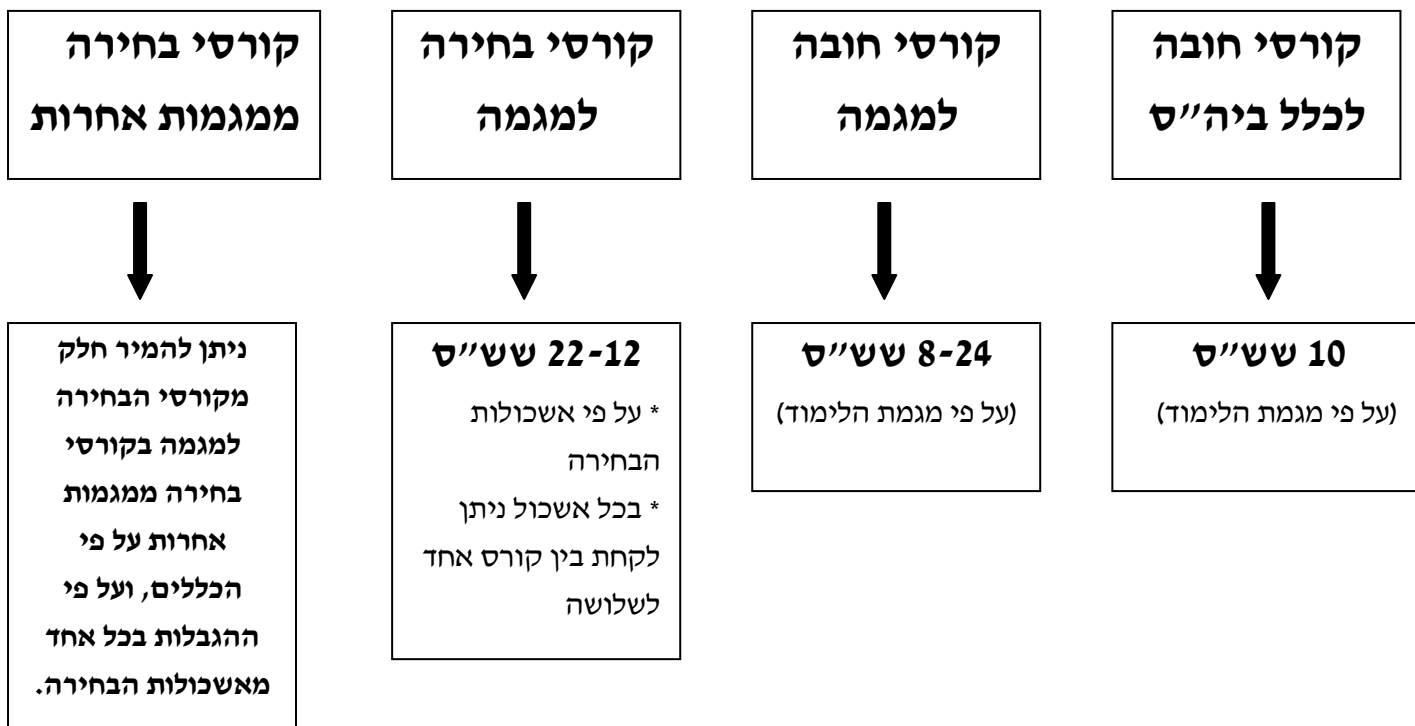 קורסי חובה
לכלל ביה״ס
קורסי חובה
למגמה
קורסי בחירה
למגמה
קורסי בחירה
ממגמות אחרות
10 שש״ס
(על פי מגמת הלימוד)
8-24 שש״ס
(על פי מגמת הלימוד)
22-12 שש״ס
* על פי אשכולות
הבחירה
* בכל אשכול ניתן
לקחת בין קורס אחד
לשלושה
ניתן להמיר חלק
מקורסי הבחירה
למגמה בקורסי
בחירה ממגמות
אחרות על פי
הכללים, ועל פי
ההגבלות בכל אחד
מאשכולות הבחירה.